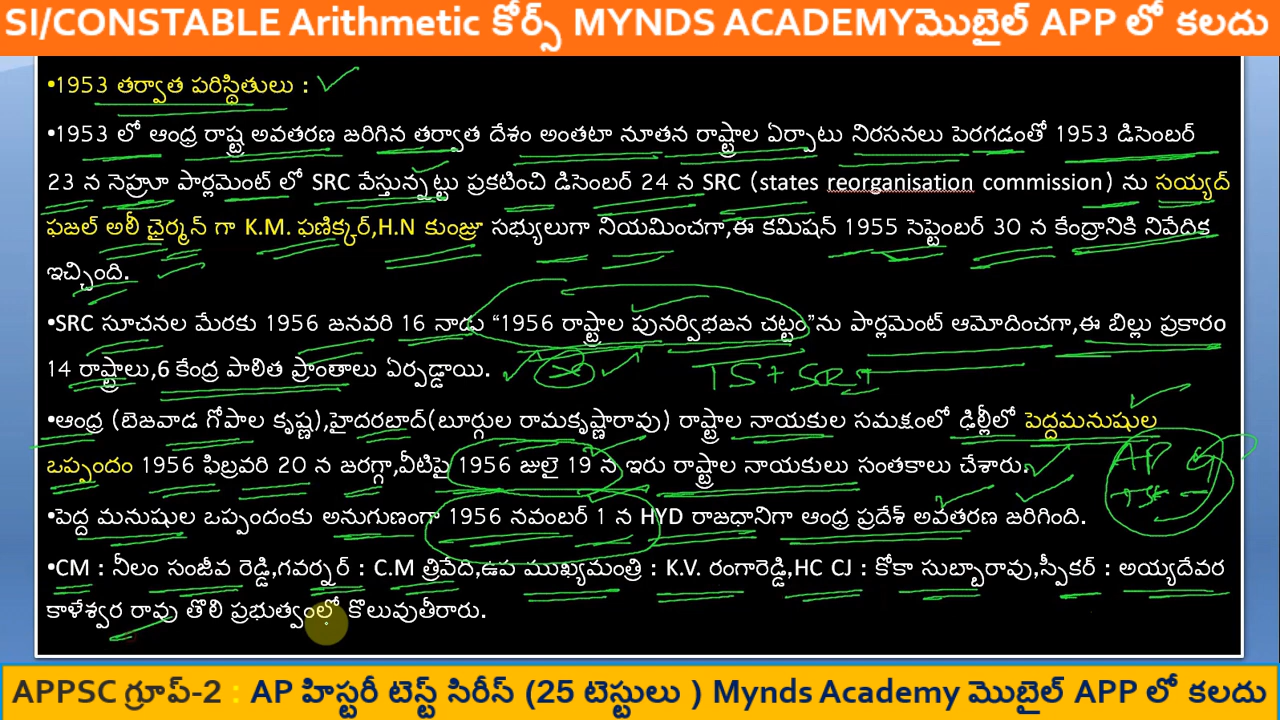 SI/CONSTABLE Arithmetic కోర్స్ MYNDS ACADEMYమొబైల్ APP లో కలదు
•1953 తర్వాత పరిస్థితులు :
•1953 లో ఆంధ్ర రాష్ట్ర అవతరణ జరిగిన తర్వాత దేశం అంతటా నూతన రాష్ట్రాల ఏర్పాటు నిరసనలు పెరగడంతో 1953 డిసెంబర్
23 న నెహ్రూ పార్లమెంట్ లో SRC వేస్తున్నట్టు ప్రకటించి డిసెంబర్ 24 న SRC (states reorganisation commission) ను సయ్యద్
ఫజల్ అలీ ఛైర్మన్ గా K.M. ఫణిక్కర్,H.N కుంజ్రూ సభ్యులుగా నియమించగా,ఈ కమిషన్ 1955 సెప్టెంబర్ 30 న కేంద్రానికి నివేదిక
ఇచ్చింది.
•SRC సూచనల మేరకు 1956 జనవరి 16 నాడు “1956 రాష్ట్రాల పునర్విభజన చట్టం”ను పార్లమెంట్ ఆమోదించగా,ఈ బిల్లు ప్రకారం
14 రాష్ట్రాలు,6 కేంద్ర పాలిత ప్రాంతాలు ఏర్పడ్డాయి.
TS+
•ఆంధ్ర (బెజవాడ గోపాల కృష్ణ),హైదరబాద్(బూర్గుల రామకృష్ణారావు) రాష్ట్రాల నాయకుల సమక్షంలో ఢిల్లీలో పెద్దమనుషుల
ఒప్పందం 1956 ఫిబ్రవరి 20 న జరగ్గా,వీటిపై 1956 జులై 19 న ఇరు రాష్ట్రాల నాయకులు సంతకాలు చేశారు.
AP
•పెద్ద మనుషుల ఒప్పందంకు అనుగుణంగా 1956 నవంబర్ 1 న HYD రాజధానిగా ఆంధ్ర ప్రదేశ్ అవతరణ జరిగింది.
•CM : నీలం సంజీవ రెడ్డి,గవర్నర్ : C.M త్రివేది,ఉప ముఖ్యమంత్రి : K.V. రంగారెడ్డి,HC CJ : కోకా సుబ్బారావు,స్పీకర్ : అయ్యదేవర
కాళేశ్వర రావు తొలి ప్రభుత్వంలో కొలువుతీరారు.
APPSC గ్రూప్-2 : AP హిస్టరీ టెస్ట్ సిరీస్ (25 టెస్టులు ) Mynds Academy మొబైల్ APP లో కలదు